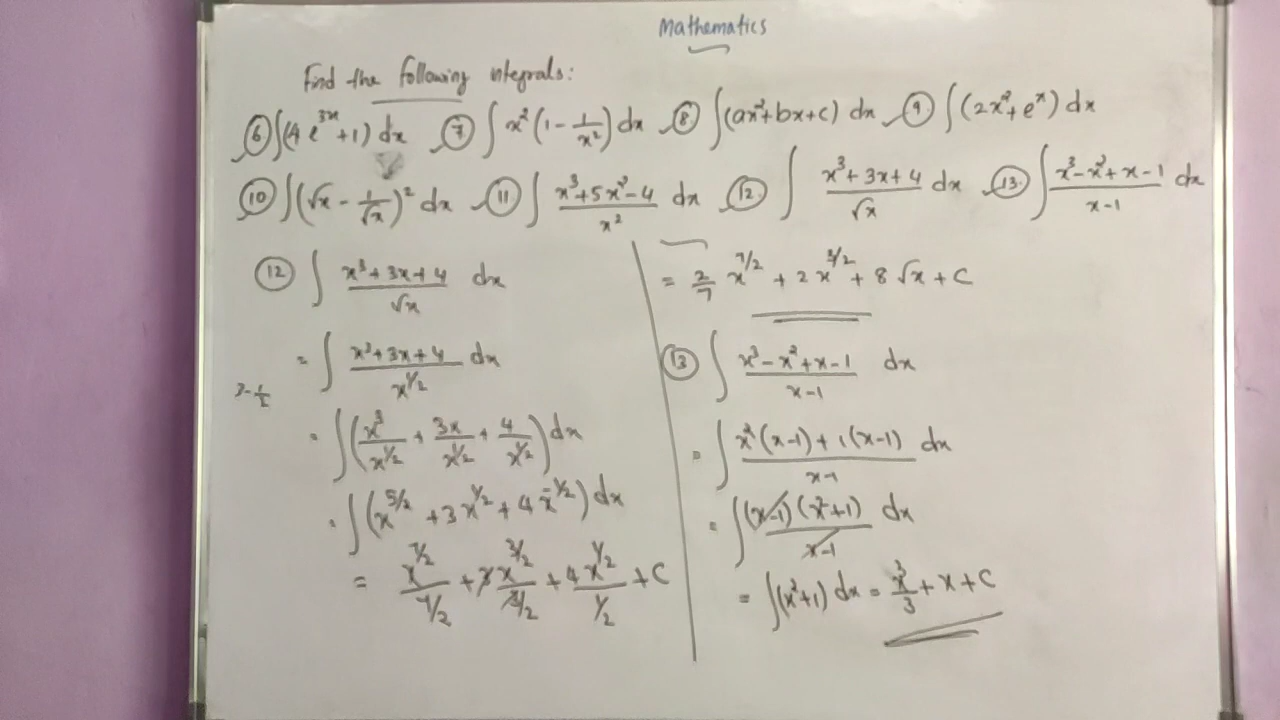 Mathematics
Find the following integrals:
⑥ ∫(4e^{3x}+1) dx ⑦ ∫ x²(1 - 1/x²) dx ⑧ ∫(ax²+bx+c) dx ⑨ ∫(2x²+e^x) dx
⑩ ∫(√x - 1/√x)² dx ⑪ ∫ (x³+5x²-4)/x² dx ⑫ ∫ (x³+3x+4)/√x dx ⑬ ∫ (x³-x²+x-1)/(x-1) dx
⑫ ∫ (x³+3x+4)/√x dx
= ∫ (x³+3x+4)/x^{1/2} dx
3-1/2
= ∫(x³/x^{1/2} + 3x/x^{1/2} + 4/x^{1/2}) dx
= ∫(x^{5/2} + 3x^{1/2} + 4x^{-1/2}) dx
= x^{7/2}/(7/2) + 3x^{3/2}/(3/2) + 4x^{1/2}/(1/2) + C
= 2/7 x^{7/2} + 2x^{3/2} + 8√x + C
⑬ ∫ (x³-x²+x-1)/(x-1) dx
= ∫ (x²(x-1)+1(x-1))/(x-1) dx
= ∫ (x-1)(x²+1)/(x-1) dx
= ∫(x²+1) dx = x³/3 + x + C